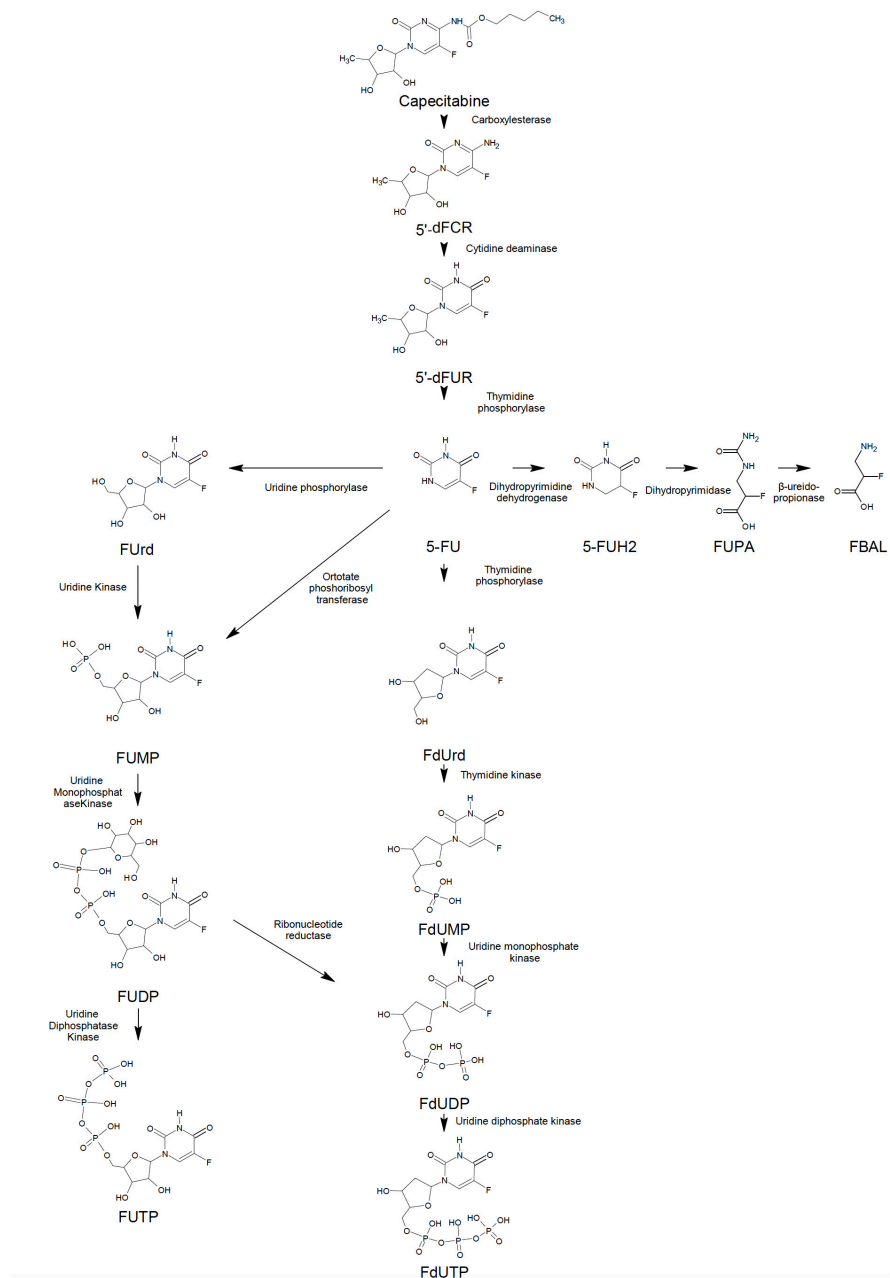 Capecitabine
Carboxylesterase
5'-dFCR
Cytidine deaminase
5'-dFUR
Thymidine
phosphorylase
Uridine phosphorylase
Dihydropyrimidine
dehydrogenase
Dihydropyrimidase
β-ureido-
propionase
FUrd
5-FU
5-FUH2
FUPA
FBAL
Uridine Kinase
Ortotate
phoshoribosyl
transferase
Thymidine
phosphorylase
FUMP
FdUrd
Uridine
Monophosphat
aseKinase
Thymidine kinase
Ribonucleotide
reductase
FdUMP
Uridine monophosphate
kinase
FUDP
Uridine
Diphosphatase
Kinase
FdUDP
Uridine diphosphate kinase
FUTP
FdUTP